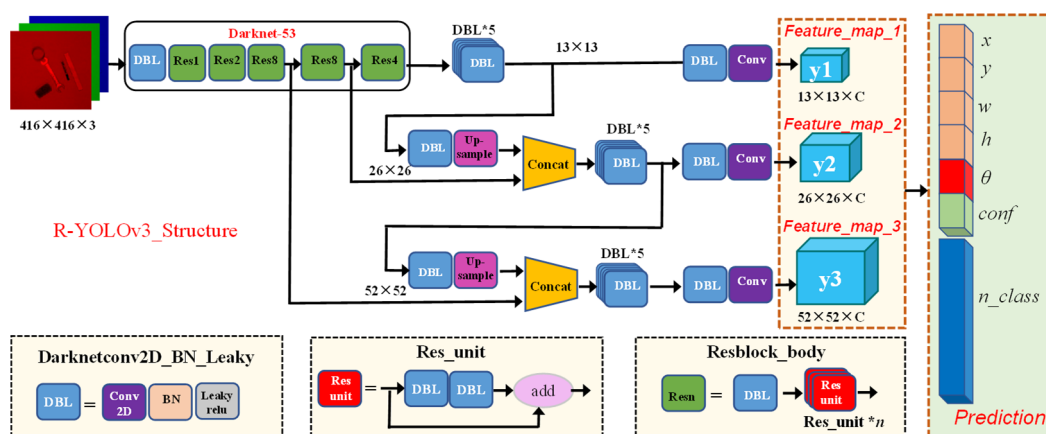 Darknet-53
DBL
Res1
Res2
Res8
Res8
Res4
416×416×3
DBL*5
DBL
13×13
DBL
Conv
Feature_map_1
y1
13×13×C
DBL
Up-
sample
26×26
Concat
DBL*5
DBL
DBL
Conv
Feature_map_2
y2
26×26×C
R-YOLOv3_Structure
DBL
Up-
sample
52×52
Concat
DBL*5
DBL
DBL
Conv
Feature_map_3
y3
52×52×C
x
y
w
h
θ
conf
n_class
Prediction
Darknetconv2D_BN_Leaky
DBL
=
Conv
2D
BN
Leaky
relu
Res_unit
Res
unit
=
DBL
DBL
add
Resblock_body
Resn
=
DBL
Res
unit
Res_unit *n